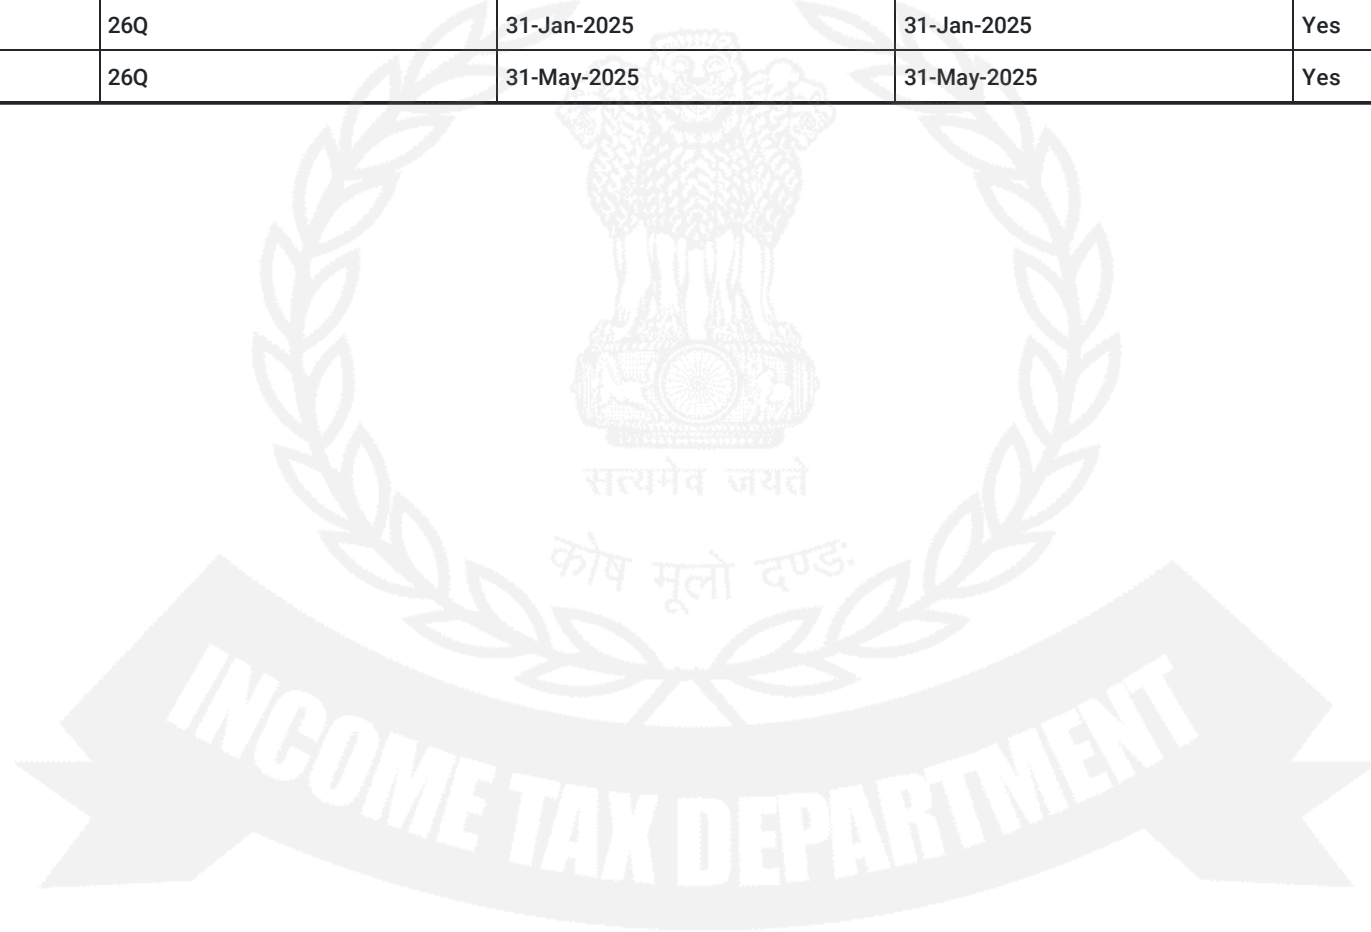 26Q 31-Jan-2025 31-Jan-2025 Yes
26Q 31-May-2025 31-May-2025 Yes
सत्यमेव जयते
कोष मूलो दण्ड:
INCOME TAX DEPARTMENT